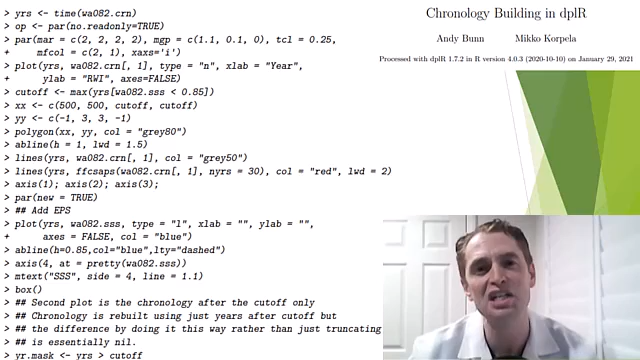 > yrs <- time(wa082.crn)
> op <- par(no.readonly=TRUE)
> par(mar = c(2, 2, 2, 2), mgp = c(1.1, 0.1, 0), tcl = 0.25,
+ mfcol = c(2, 1), xaxs='i')
> plot(yrs, wa082.crn[, 1], type = "n", xlab = "Year",
+ ylab = "RWI", axes=FALSE)
> cutoff <- max(yrs[wa082.sss < 0.85])
> xx <- c(500, 500, cutoff, cutoff)
> yy <- c(-1, 3, 3, -1)
> polygon(xx, yy, col = "grey80")
> abline(h = 1, lwd = 1.5)
> lines(yrs, wa082.crn[, 1], col = "grey50")
> lines(yrs, ffcsaps(wa082.crn[, 1], nyrs = 30), col = "red", lwd = 2)
> axis(1); axis(2); axis(3);
> par(new = TRUE)
> ## Add EPS
> plot(yrs, wa082.sss, type = "l", xlab = "", ylab = "",
+ axes = FALSE, col = "blue")
> abline(h=0.85,col="blue",lty="dashed")
> axis(4, at = pretty(wa082.sss))
> mtext("SSS", side = 4, line = 1.1)
> box()
> ## Second plot is the chronology after the cutoff only
> ## Chronology is rebuilt using just years after cutoff but
> ## the difference by doing it this way rather than just truncating
> ## is essentially nil.
> yr.mask <- yrs > cutoff
Chronology Building in dplR
Andy Bunn Mikko Korpela
Processed with dplR 1.7.2 in R version 4.0.3 (2020-10-10) on January 29, 2021